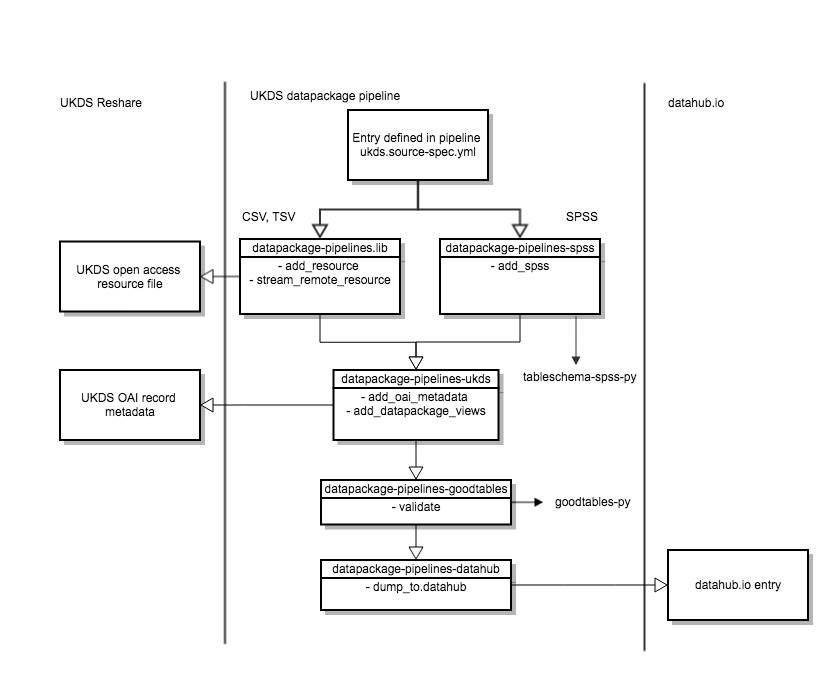 UKDS Reshare
UKDS datapackage pipeline
datahub.io
Entry defined in pipeline
ukds.source-spec.yml
CSV, TSV
SPSS
datapackage-pipelines.lib
- add_resource
- stream_remote_resource
datapackage-pipelines-spss
- add_spss
UKDS open access
resource file
tableschema-spss-py
datapackage-pipelines-ukds
- add_oai_metadata
- add_datapackage_views
UKDS OAI record
metadata
datapackage-pipelines-goodtables
- validate
goodtables-py
datapackage-pipelines-datahub
- dump_to.datahub
datahub.io entry